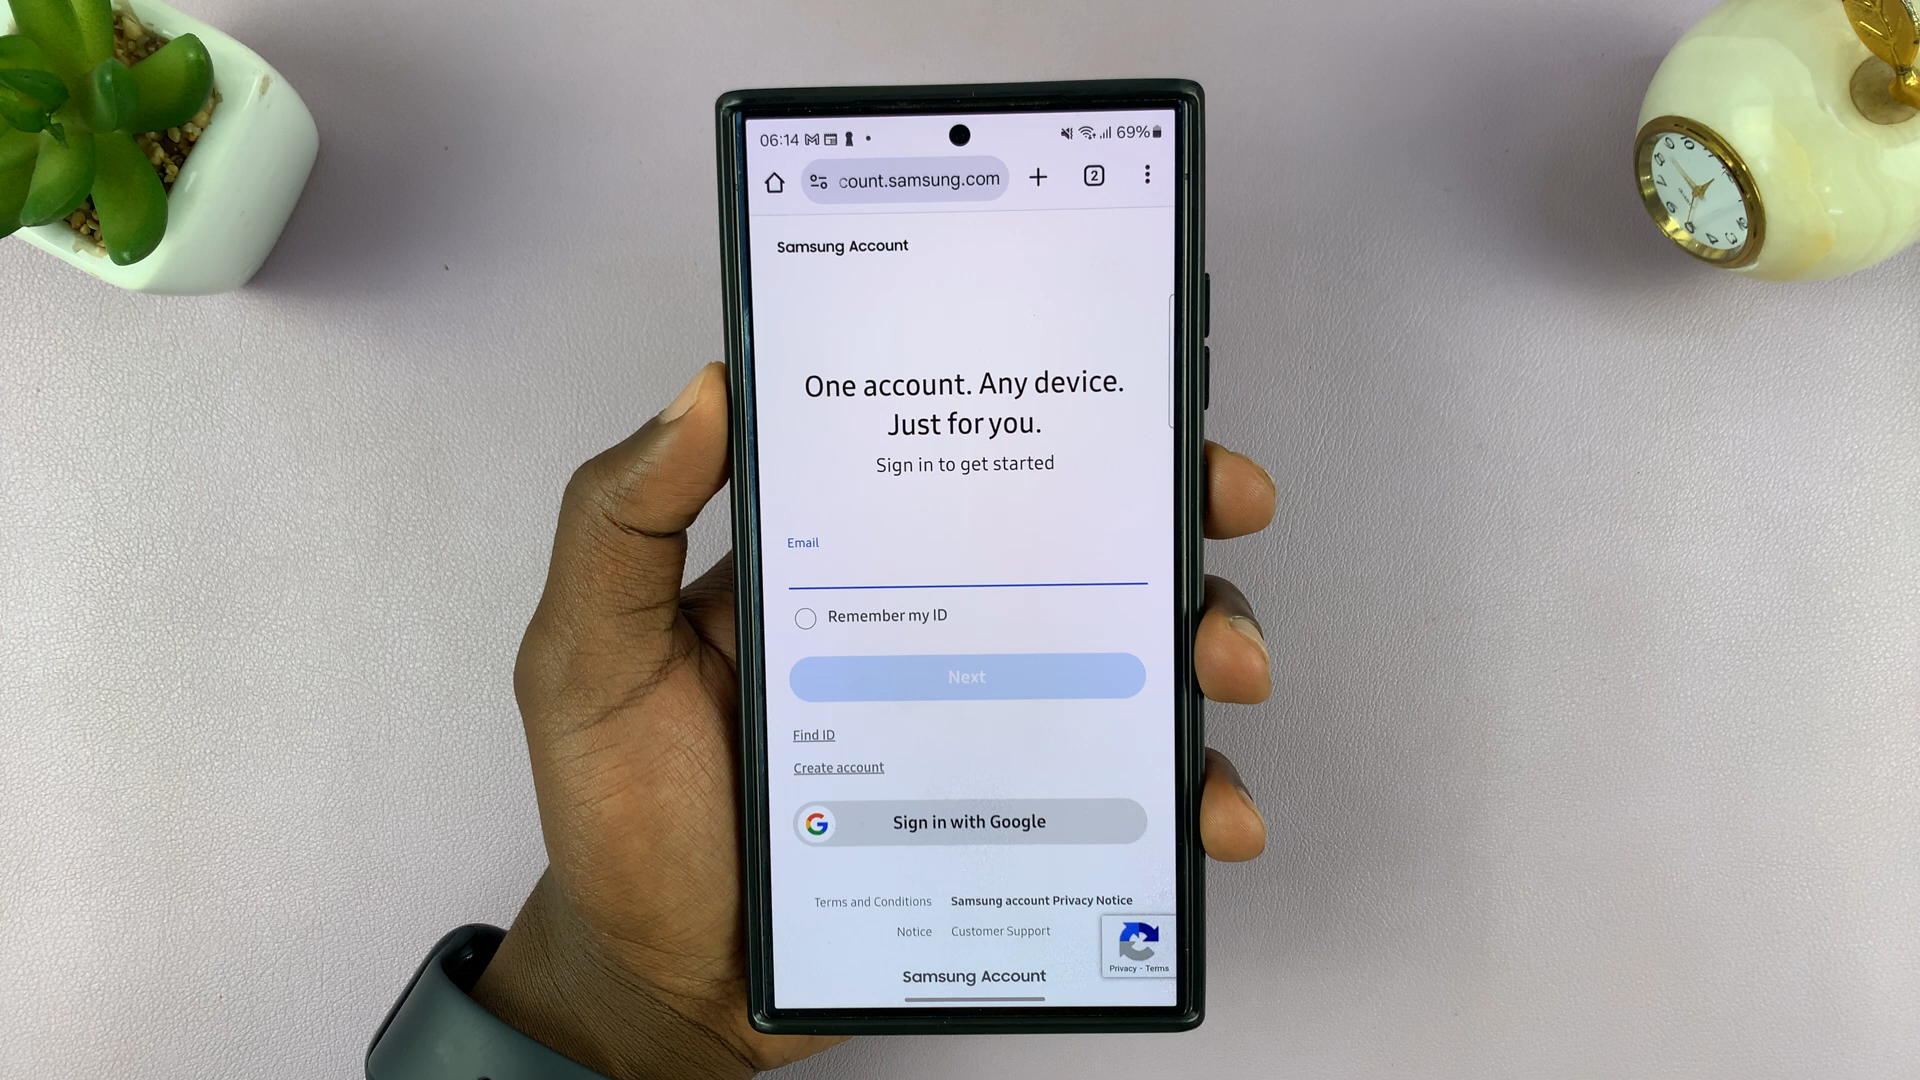 06:14 69%
count.samsung.com 2
Samsung Account
One account. Any device.
Just for you.
Sign in to get started
Email
Remember my ID
Next
Find ID
Create account
Sign in with Google
Terms and Conditions Samsung account Privacy Notice
Notice Customer Support
Privacy - Terms
Samsung Account